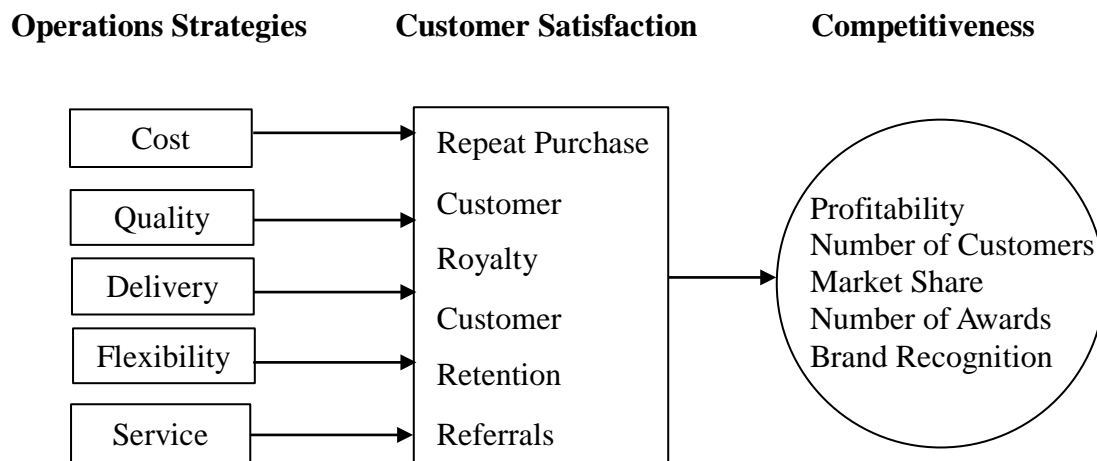 Operations Strategies
Customer Satisfaction
Competitiveness
Cost
Quality
Delivery
Flexibility
Service
Repeat Purchase
Customer
Royalty
Customer
Retention
Referrals
Profitability
Number of Customers
Market Share
Number of Awards
Brand Recognition